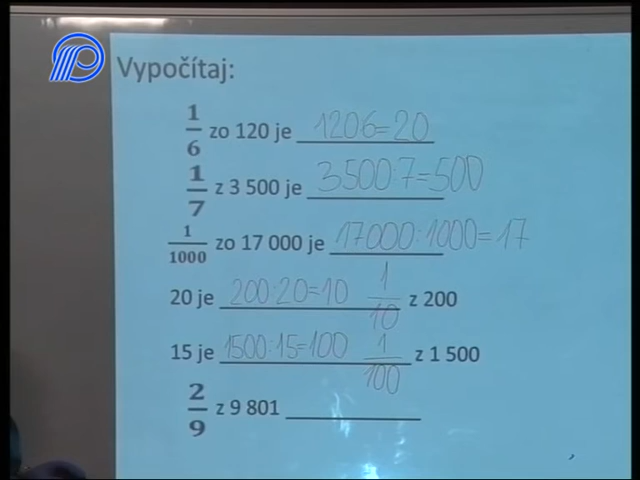 Vypočítaj:
1/6 zo 120 je 120:6=20
1/7 z 3 500 je 3500:7=500
1/1000 zo 17 000 je 17000:1000=17
20 je 200:20=10 1/10 z 200
15 je 1500:15=100 1/100 z 1 500
2/9 z 9 801 ____________